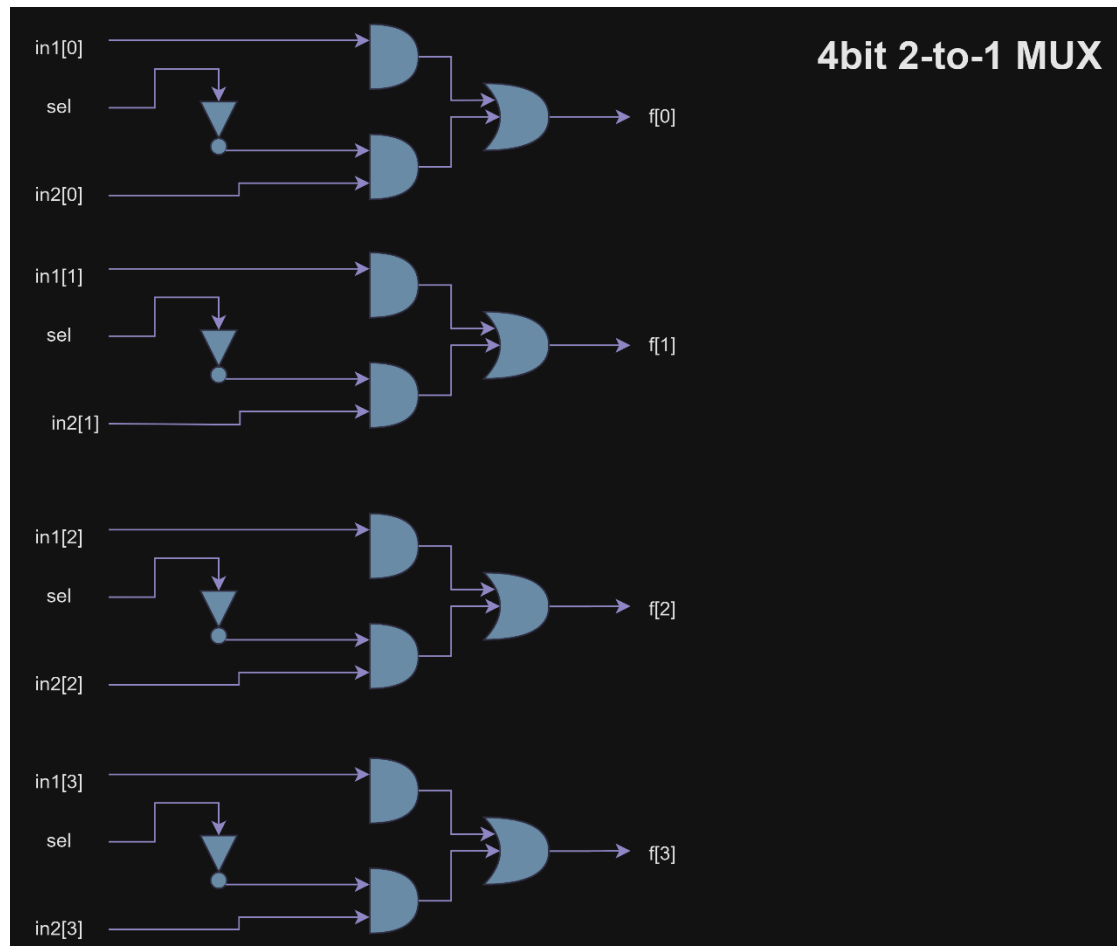 4bit 2-to-1 MUX
in1[0]
sel
f[0]
in2[0]
in1[1]
sel
f[1]
in2[1]
in1[2]
sel
f[2]
in2[2]
in1[3]
sel
f[3]
in2[3]